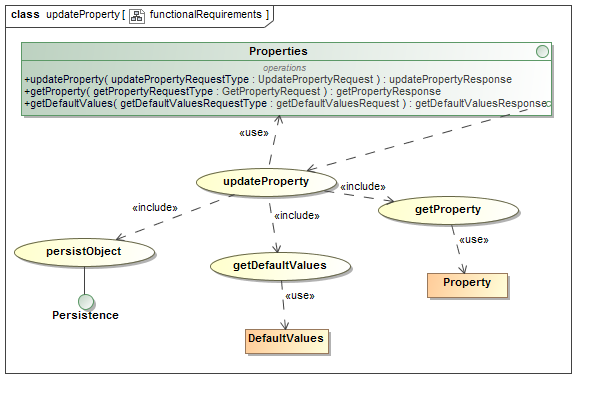 class updateProperty [ functionalRequirements ]
Properties
operations
+updateProperty( updatePropertyRequestType : UpdatePropertyRequest ) : updatePropertyResponse
+getProperty( getPropertyRequestType : GetPropertyRequest ) : getPropertyResponse
+getDefaultValues( getDefaultValuesRequestType : getDefaultValuesRequest ) : getDefaultValuesResponse
«use»
updateProperty
«include»
«include»
«include»
getProperty
«use»
persistObject
getDefaultValues
Property
«use»
Persistence
DefaultValues